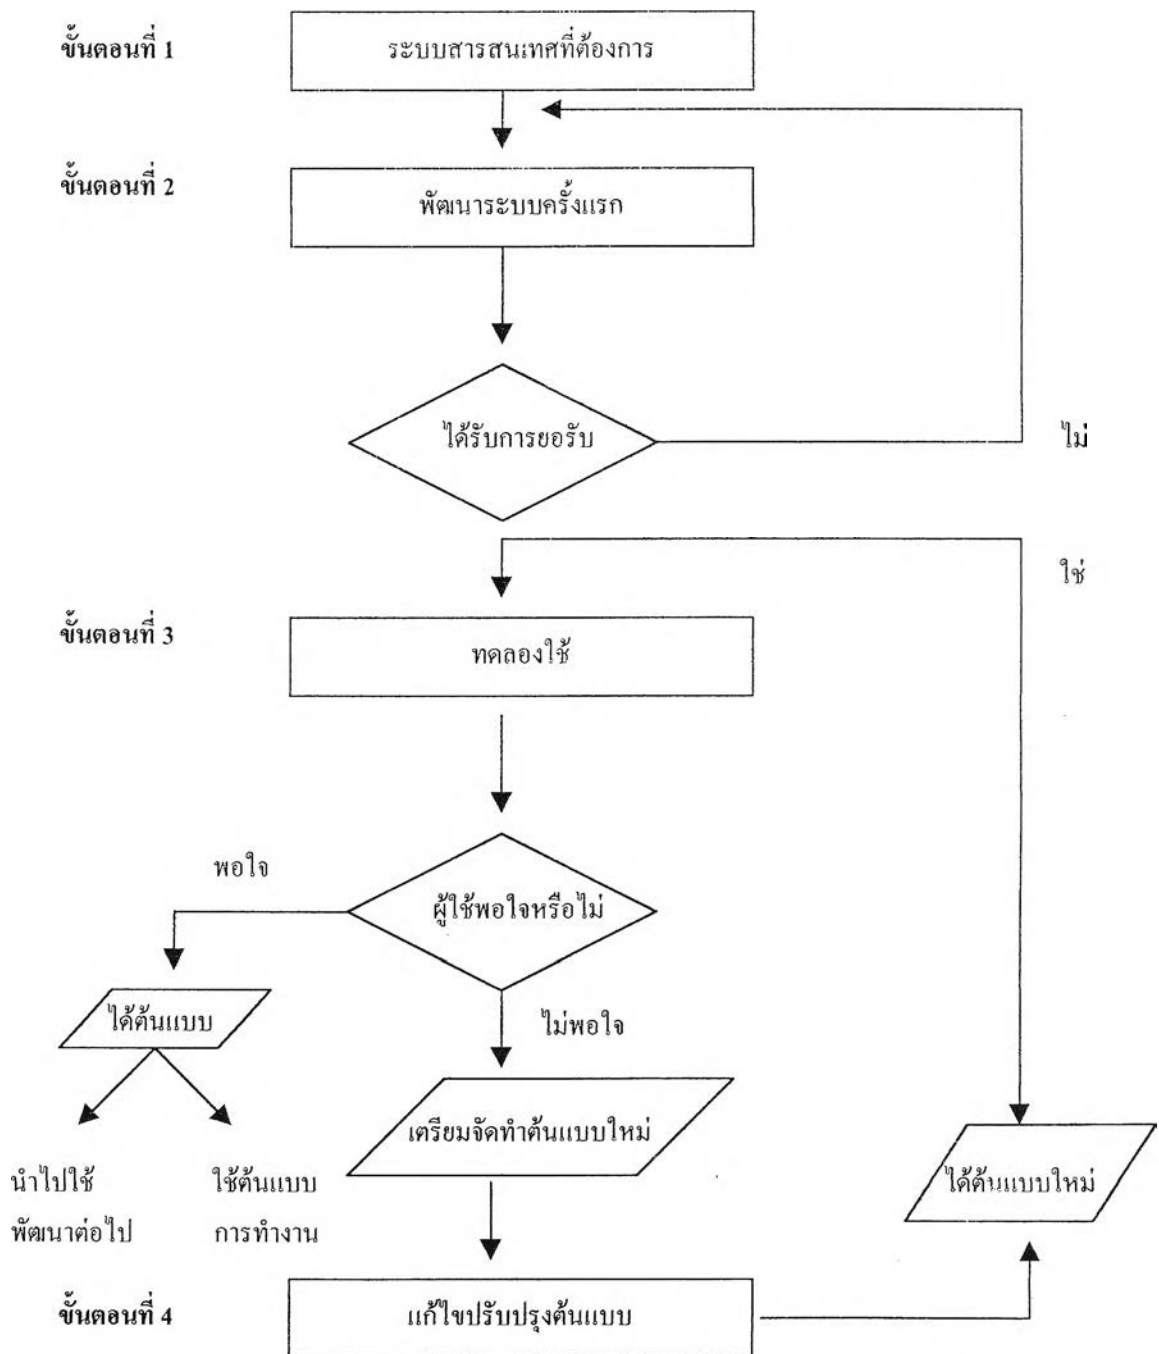 ขั้นตอนที่ 1
ระบบสารสนเทศที่ต้องการ
ขั้นตอนที่ 2
พัฒนาระบบครั้งแรก
ได้รับการยอรับ
ไม่
ใช่
ขั้นตอนที่ 3
ทดลองใช้
พอใจ
ผู้ใช้พอใจหรือไม่
ได้ต้นแบบ
ไม่พอใจ
เตรียมจัดทำต้นแบบใหม่
นำไปใช้
พัฒนาต่อไป
ใช้ต้นแบบ
การทำงาน
ได้ต้นแบบใหม่
ขั้นตอนที่ 4
แก้ไขปรับปรุงต้นแบบ